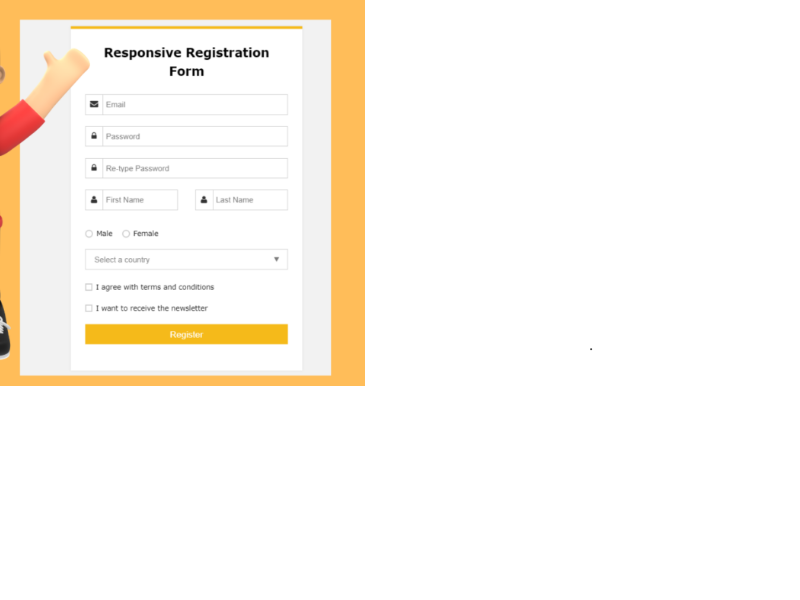 Responsive Registration
Form
Email
Password
Re-type Password
First Name Last Name
Male Female
Select a country
I agree with terms and conditions
I want to receive the newsletter
Register
.